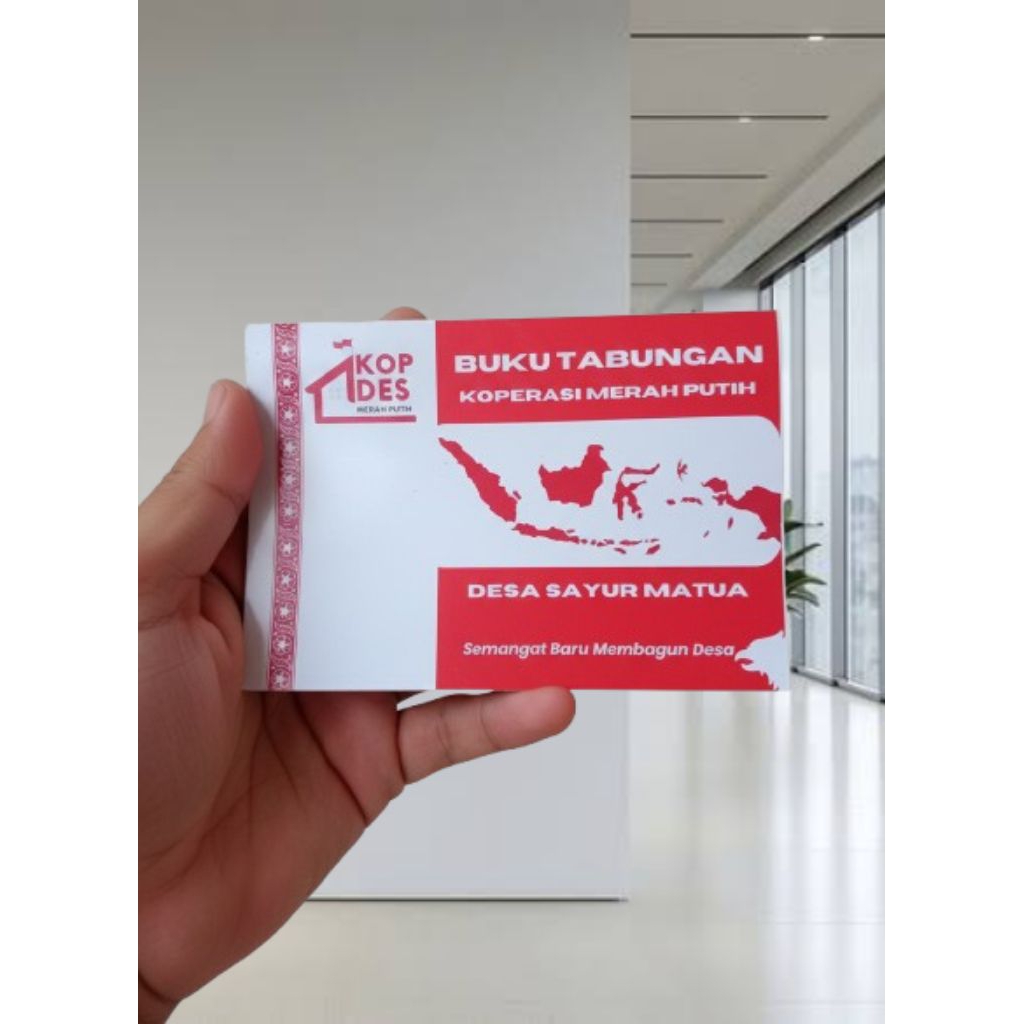 KOP
DES
MERAH PUTIH
BUKU TABUNGAN
KOPERASI MERAH PUTIH
DESA SAYUR MATUA
Semangat Baru Membagun Desa